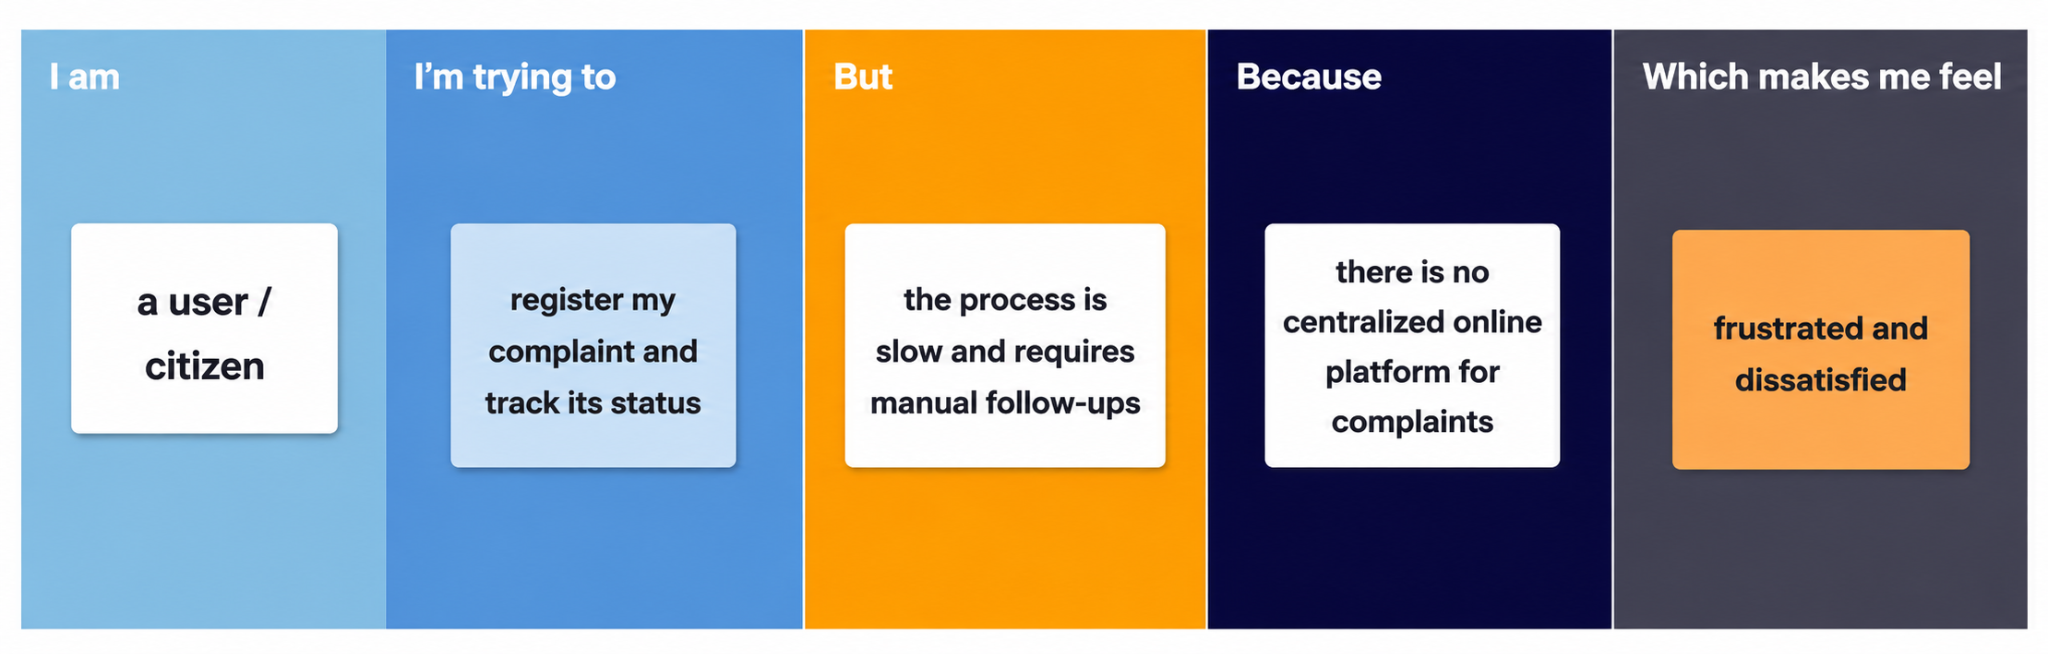 I am
a user /
citizen
I’m trying to
register my
complaint and
track its status
But
the process is
slow and requires
manual follow-ups
Because
there is no
centralized online
platform for
complaints
Which makes me feel
frustrated and
dissatisfied